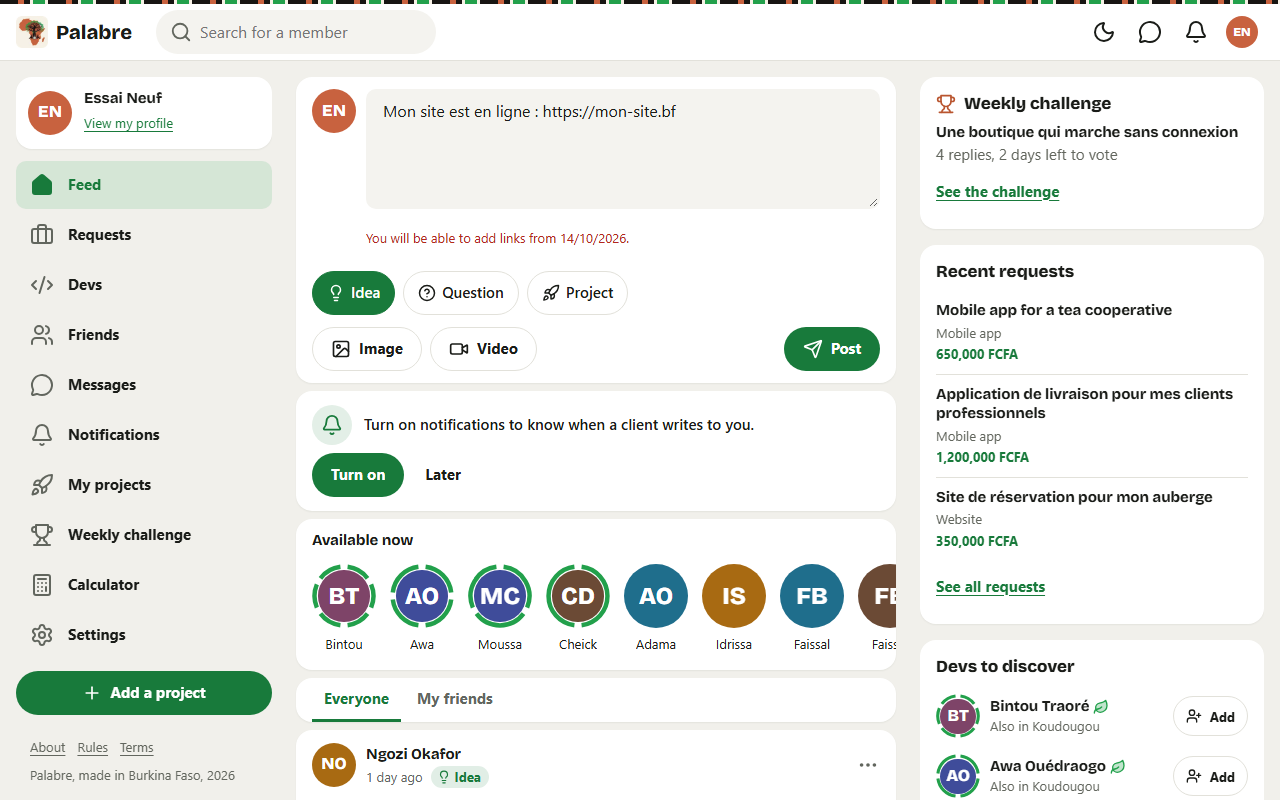 Palabre
Search for a member
EN
EN
Essai Neuf
View my profile
Feed
Requests
Devs
Friends
Messages
Notifications
My projects
Weekly challenge
Calculator
Settings
Add a project
About Rules Terms
Palabre, made in Burkina Faso, 2026
EN
Mon site est en ligne : https://mon-site.bf
You will be able to add links from 14/10/2026.
Idea
Question
Project
Image
Video
Post
Turn on notifications to know when a client writes to you.
Turn on
Later
Available now
BT
AO
MC
CD
AO
IS
FB
Bintou
Awa
Moussa
Cheick
Adama
Idrissa
Faissal
Everyone
My friends
NO
Ngozi Okafor
1 day ago
Idea
Weekly challenge
Une boutique qui marche sans connexion
4 replies, 2 days left to vote
See the challenge
Recent requests
Mobile app for a tea cooperative
Mobile app
650,000 FCFA
Application de livraison pour mes clients
professionnels
Mobile app
1,200,000 FCFA
Site de réservation pour mon auberge
Website
350,000 FCFA
See all requests
Devs to discover
BT
Bintou Traoré
Also in Koudougou
Add
AO
Awa Ouédraogo
Also in Koudougou
Add